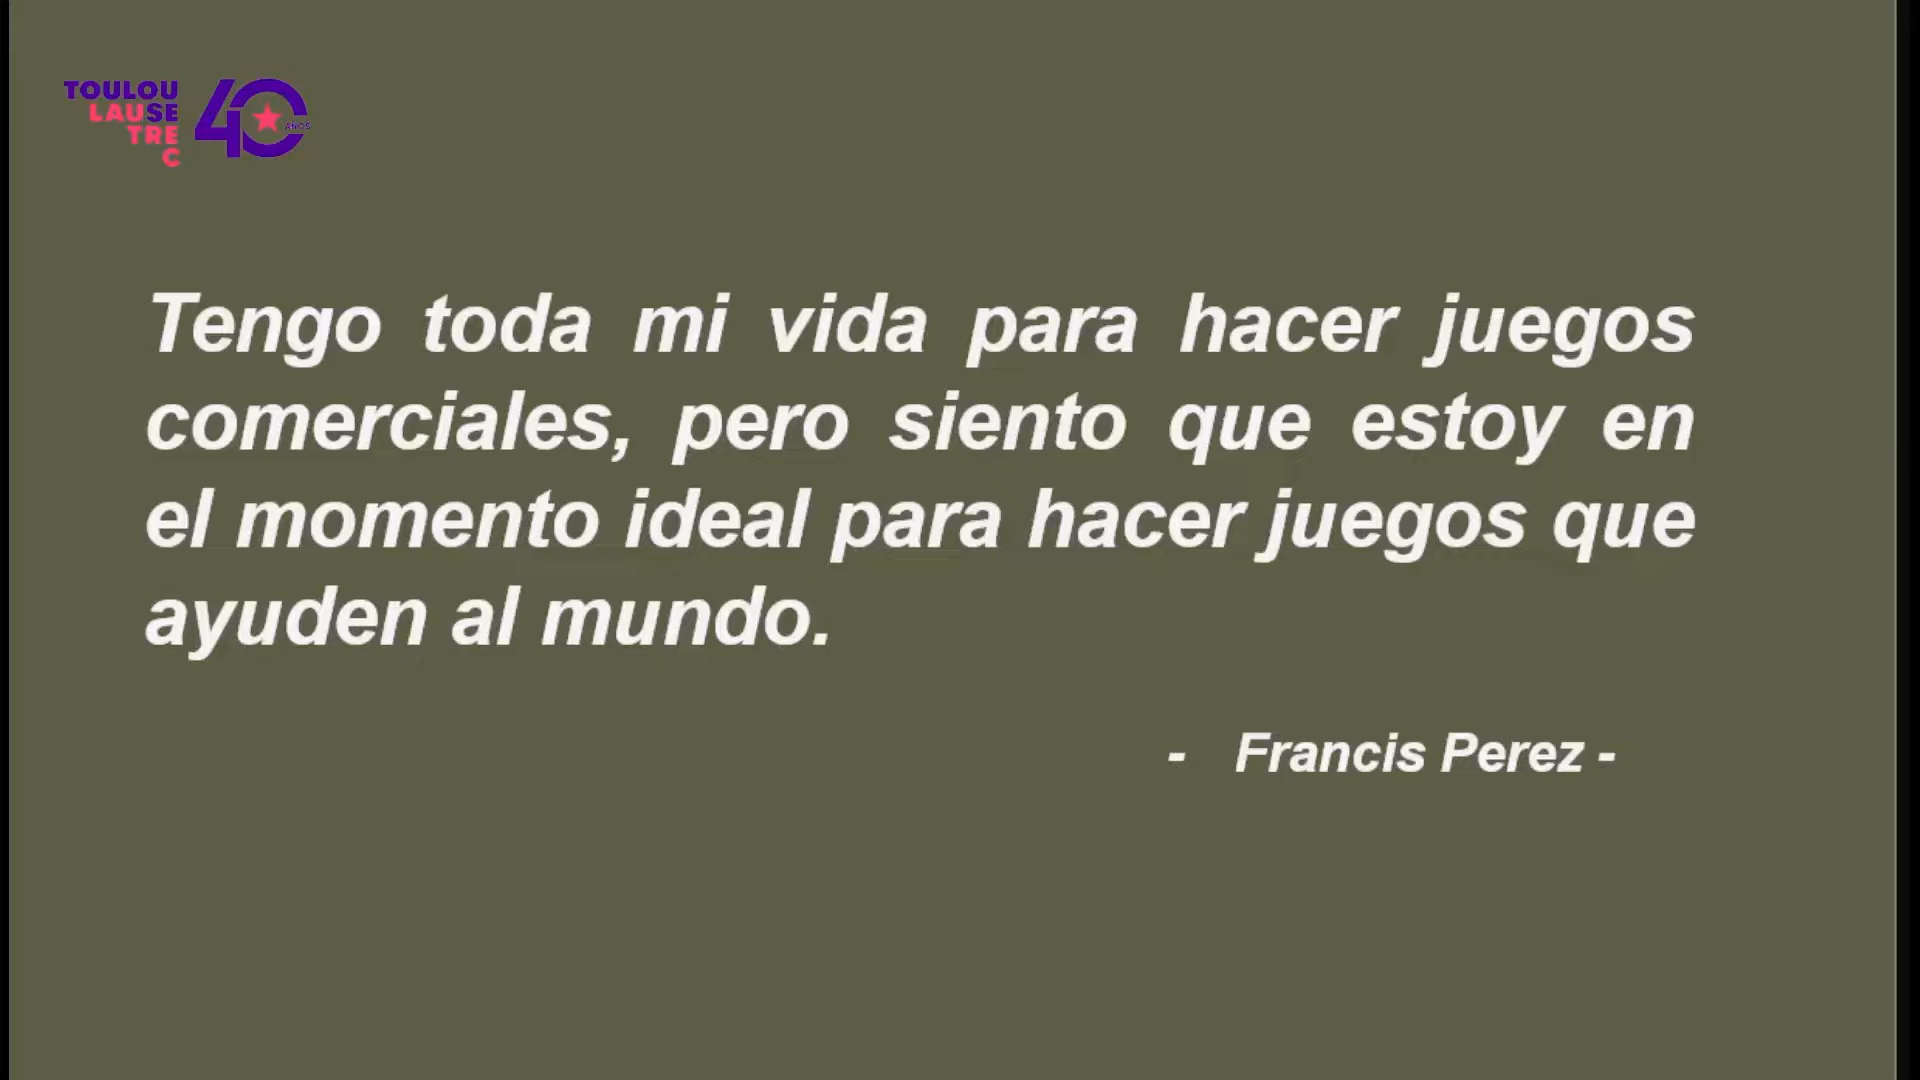 TOULOU
LAUSE
TRE
C
40
AÑOS
Tengo toda mi vida para hacer juegos
comerciales, pero siento que estoy en
el momento ideal para hacer juegos que
ayuden al mundo.
- Francis Perez -